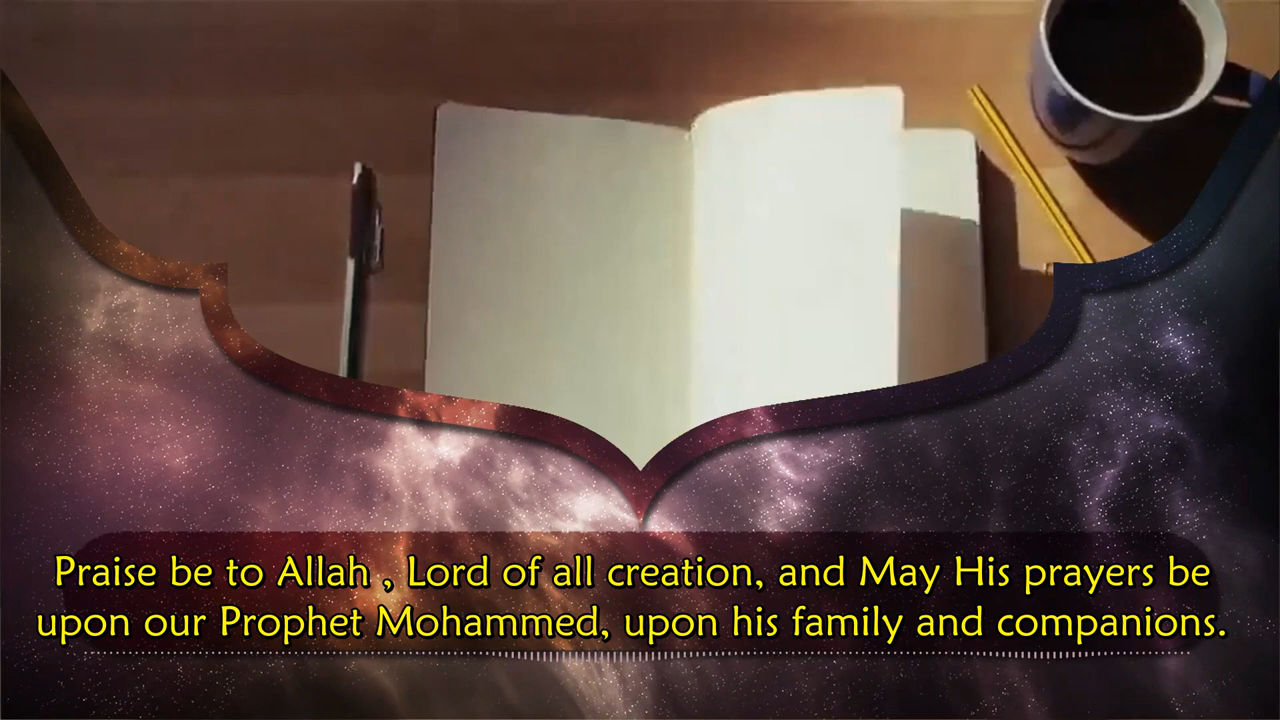 Praise be to Allah , Lord of all creation, and May His prayers be
upon our Prophet Mohammed, upon his family and companions.